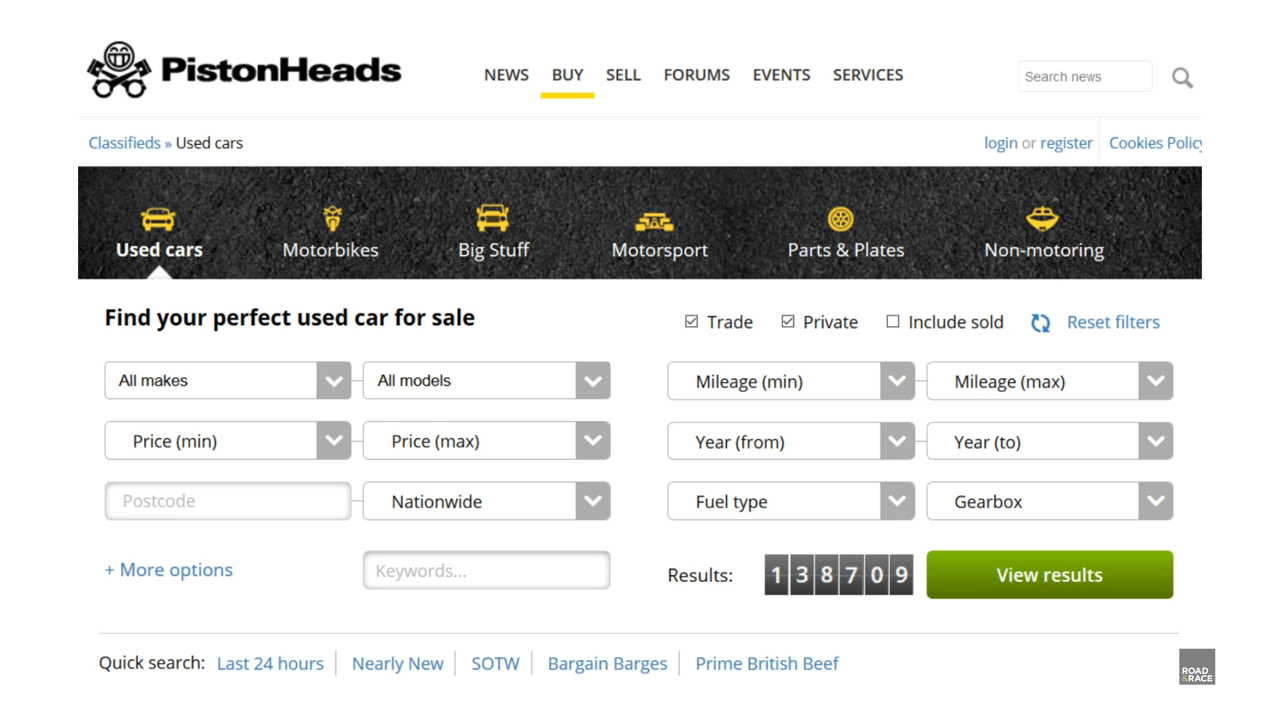 PistonHeads
NEWS BUY SELL FORUMS EVENTS SERVICES
Search news
Classifieds » Used cars
login or register Cookies Policy
Used cars Motorbikes Big Stuff Motorsport Parts & Plates Non-motoring
Find your perfect used car for sale
Trade Private Include sold Reset filters
All makes All models Mileage (min) Mileage (max)
Price (min) Price (max) Year (from) Year (to)
Postcode Nationwide Fuel type Gearbox
+ More options Keywords... Results: 138709 View results
Quick search: Last 24 hours Nearly New SOTW Bargain Barges Prime British Beef
ROAD
&RACE